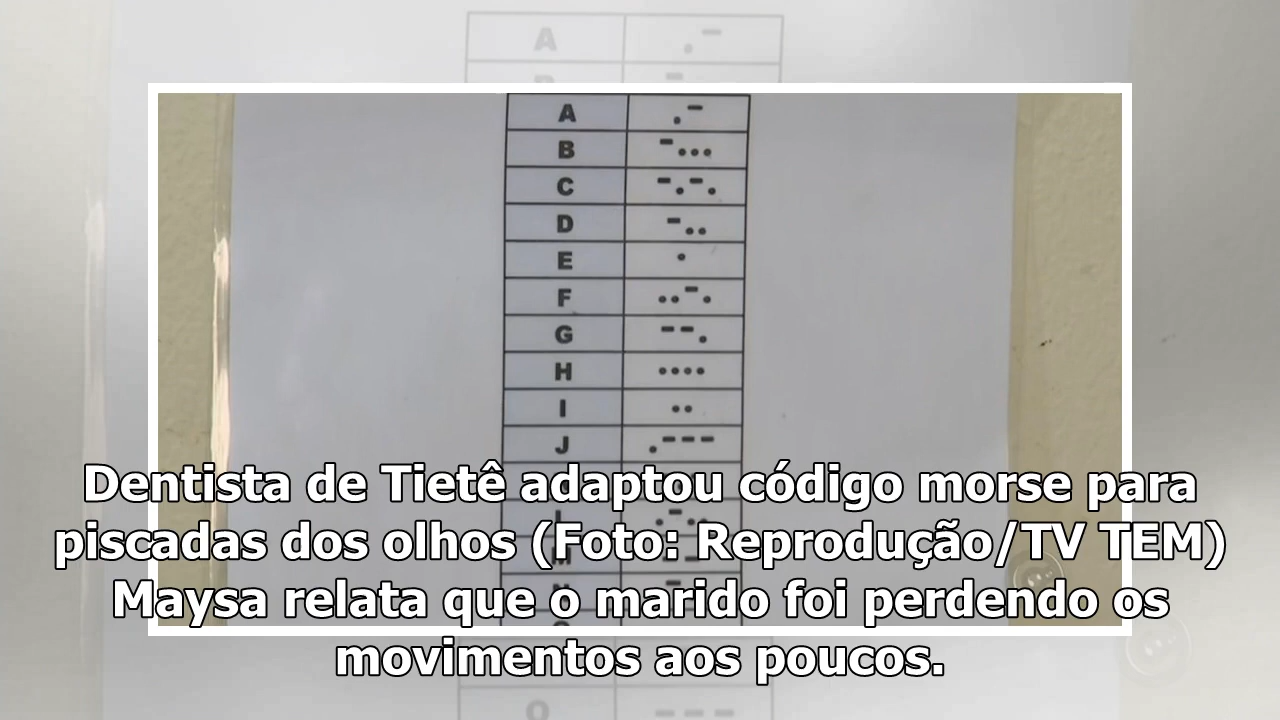 A .-
B -...
C -.-.
D -..
E .
F ..-.
G --.
H ....
I ..
J .---
L .-..
M --
Dentista de Tietê adaptou código morse para
piscadas dos olhos (Foto: Reprodução/TV TEM)
Maysa relata que o marido foi perdendo os
movimentos aos poucos.
O ---